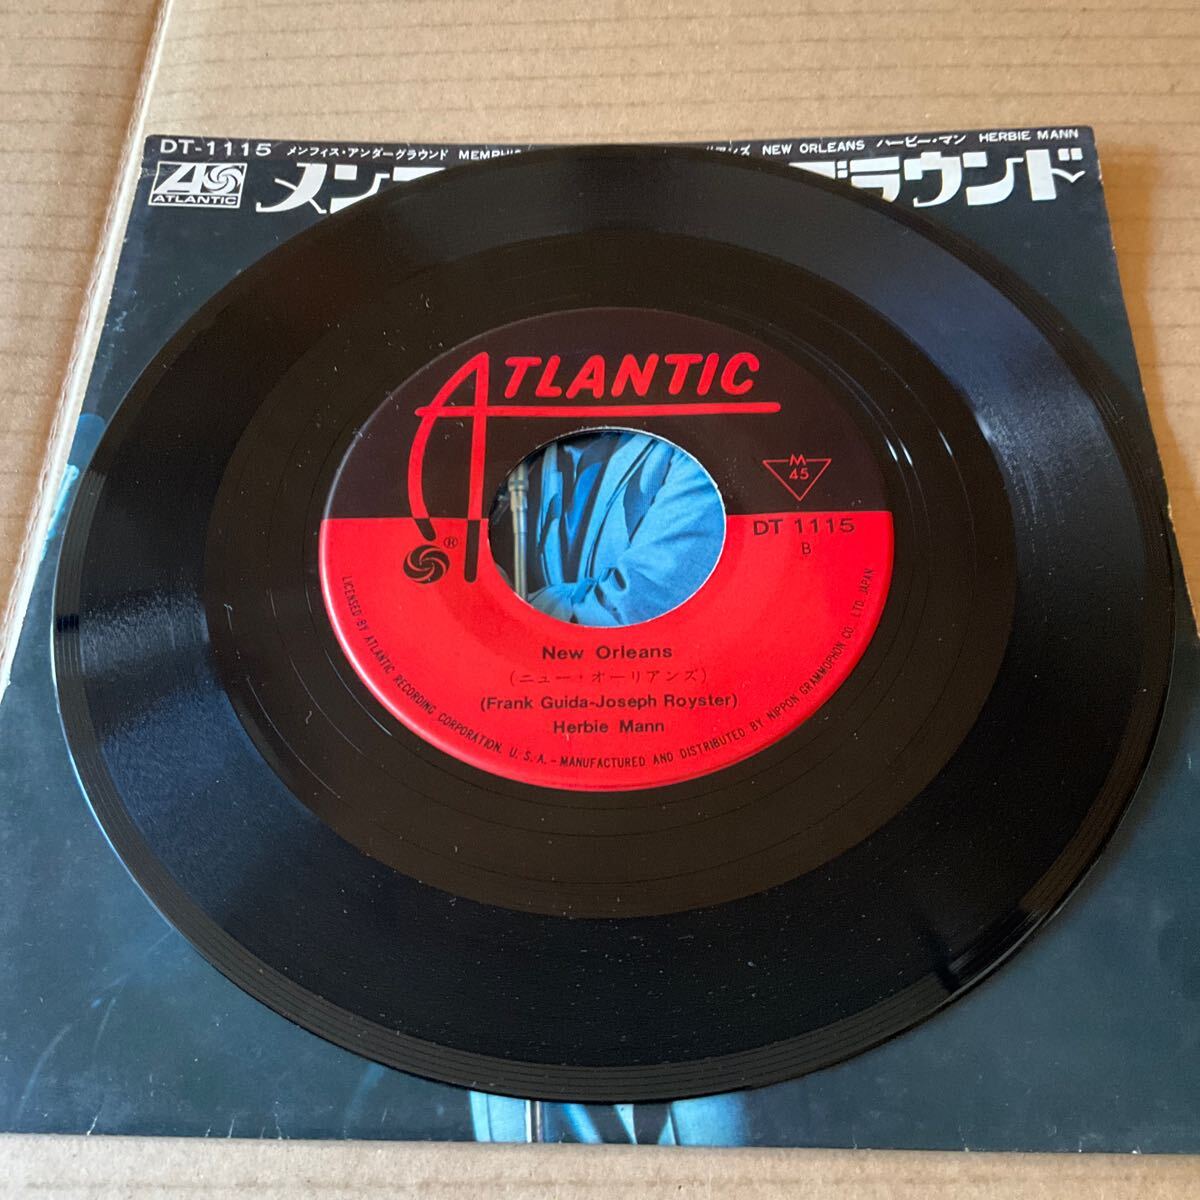 DT-1115 メンフィス・アンダーグラウンド MEMPHIS アンズ NEW ORLEANS ハービー・マン HERBIE MANN
ATLANTIC
メン グラウンド
ATLANTIC
M
45
DT 1115
B
®
New Orleans
(ニュー・オーリアンズ)
(Frank Guida-Joseph Royster)
Herbie Mann
LICENSED BY ATLANTIC RECORDING CORPORATION. U. S. A. - MANUFACTURED AND DISTRIBUTED BY NIPPON GRAMMOPHON CO. LTD. JAPAN